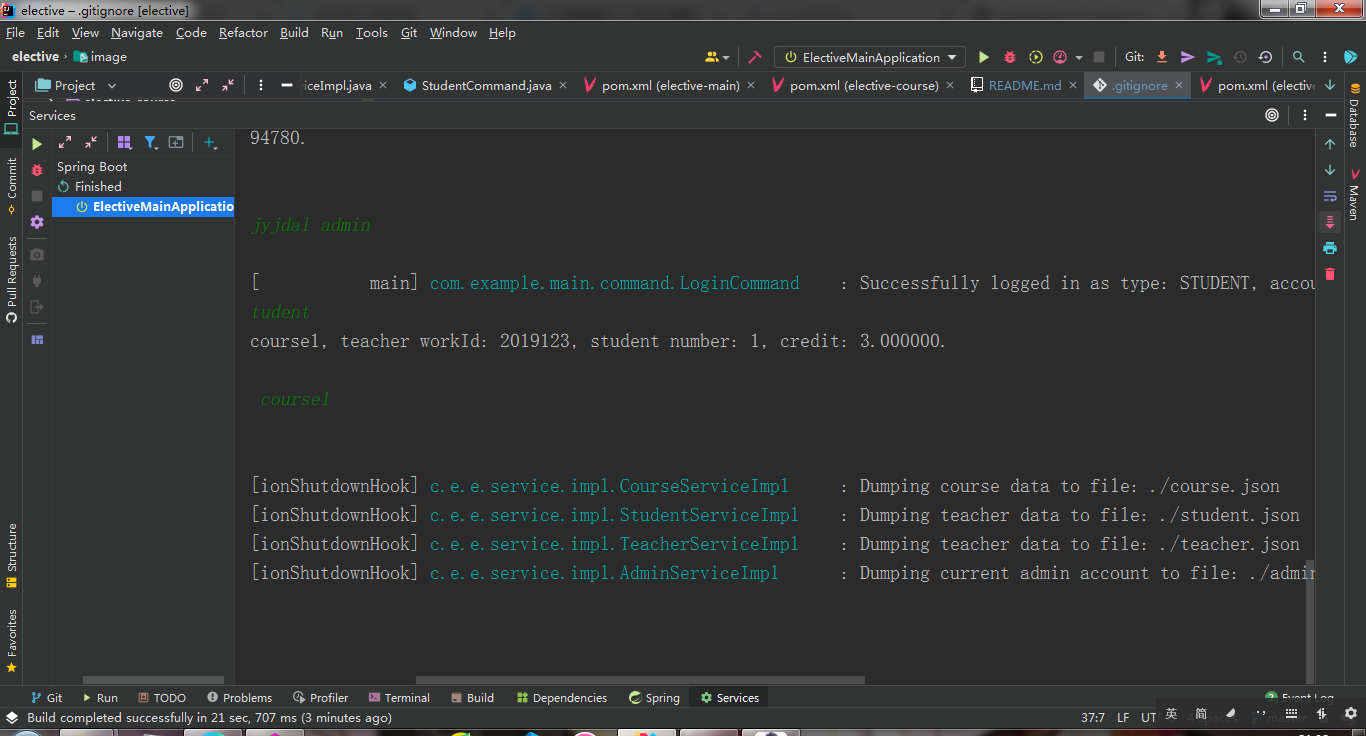 elective – .gitignore [elective]
File Edit View Navigate Code Refactor Build Run Tools Git Window Help
elective image ElectiveMainApplication Git:
Project iceImpl.java StudentCommand.java pom.xml (elective-main) pom.xml (elective-course) README.md .gitignore pom.xml (elective
Services
94780.
Spring Boot
Finished
ElectiveMainApplicatio
jyjdal admin
[ main] com.example.main.command.LoginCommand : Successfully logged in as type: STUDENT, accou
tudent
course1, teacher workId: 2019123, student number: 1, credit: 3.000000.
course1
[ionShutdownHook] c.e.e.service.impl.CourseServiceImpl : Dumping course data to file: ./course.json
[ionShutdownHook] c.e.e.service.impl.StudentServiceImpl : Dumping teacher data to file: ./student.json
[ionShutdownHook] c.e.e.service.impl.TeacherServiceImpl : Dumping teacher data to file: ./teacher.json
[ionShutdownHook] c.e.e.service.impl.AdminServiceImpl : Dumping current admin account to file: ./admin
Project
Commit
Pull Requests
Structure
Favorites
Database
Maven
Git Run TODO Problems Profiler Terminal Build Dependencies Spring Services Event Log
Build completed successfully in 21 sec, 707 ms (3 minutes ago) 37:7 LF UT 英 简